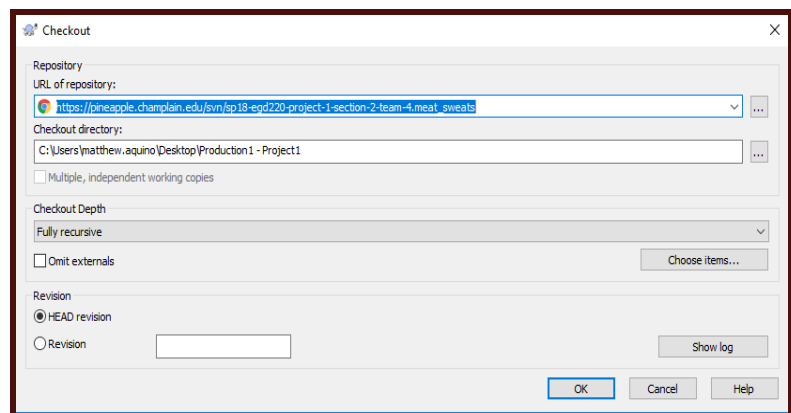 Checkout
Repository
URL of repository:
https://pineapple.champlain.edu/svn/sp18-egd220-project-1-section-2-team-4.meat_sweats
...
Checkout directory:
C:\Users\matthew.aquino\Desktop\Production1 - Project1
...
Multiple, independent working copies
Checkout Depth
Fully recursive
Omit externals
Choose items...
Revision
HEAD revision
Revision
Show log
OK
Cancel
Help